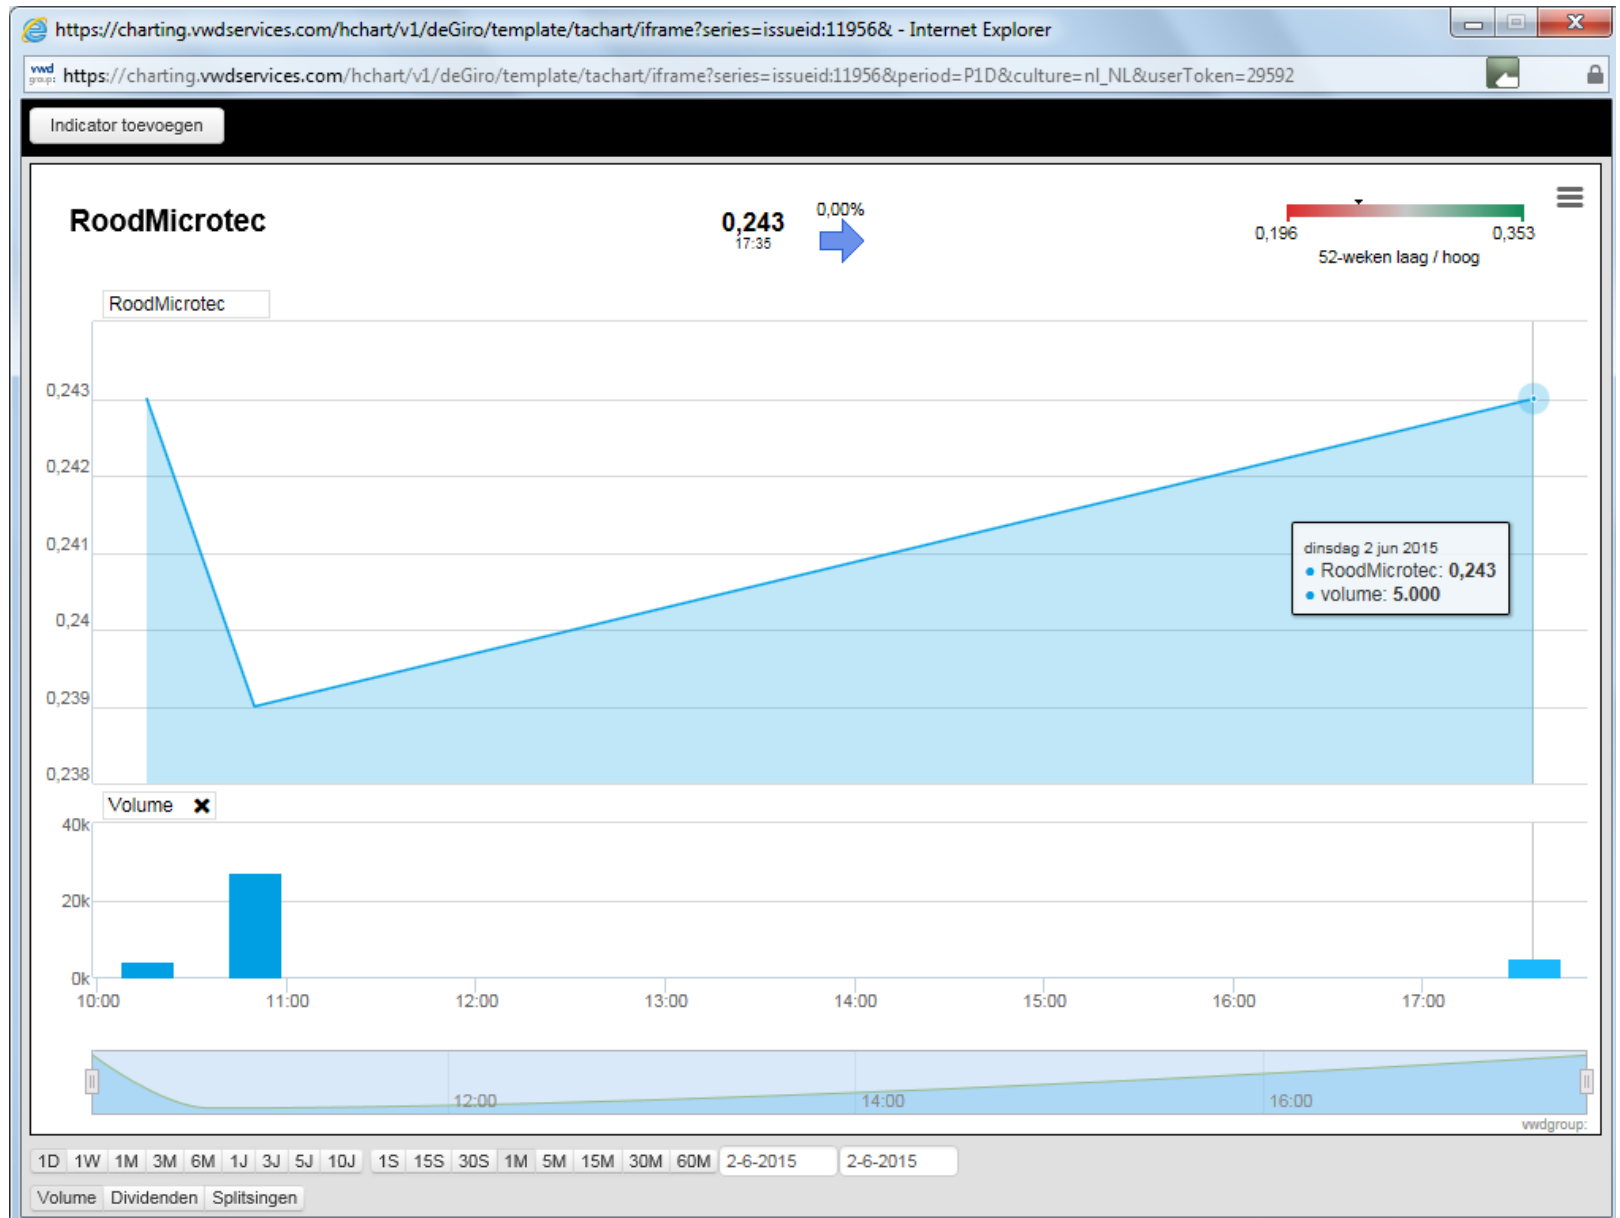 https://charting.vwdservices.com/hchart/v1/deGiro/template/tachart/iframe?series=issueid:11956& - Internet Explorer
vwd group: https://charting.vwdservices.com/hchart/v1/deGiro/template/tachart/iframe?series=issueid:11956&period=P1D&culture=nl_NL&userToken=29592
Indicator toevoegen
RoodMicrotec
0,243
17:35
0,00%
0,196 0,353
52-weken laag / hoog
RoodMicrotec
0,243
0,242
0,241
0,24
0,239
0,238
dinsdag 2 jun 2015
RoodMicrotec: 0,243
volume: 5.000
Volume
40k
20k
0k
10:00 11:00 12:00 13:00 14:00 15:00 16:00 17:00
12:00 14:00 16:00
vwdgroup:
1D 1W 1M 3M 6M 1J 3J 5J 10J 1S 15S 30S 1M 5M 15M 30M 60M 2-6-2015 2-6-2015
Volume Dividenden Splitsingen